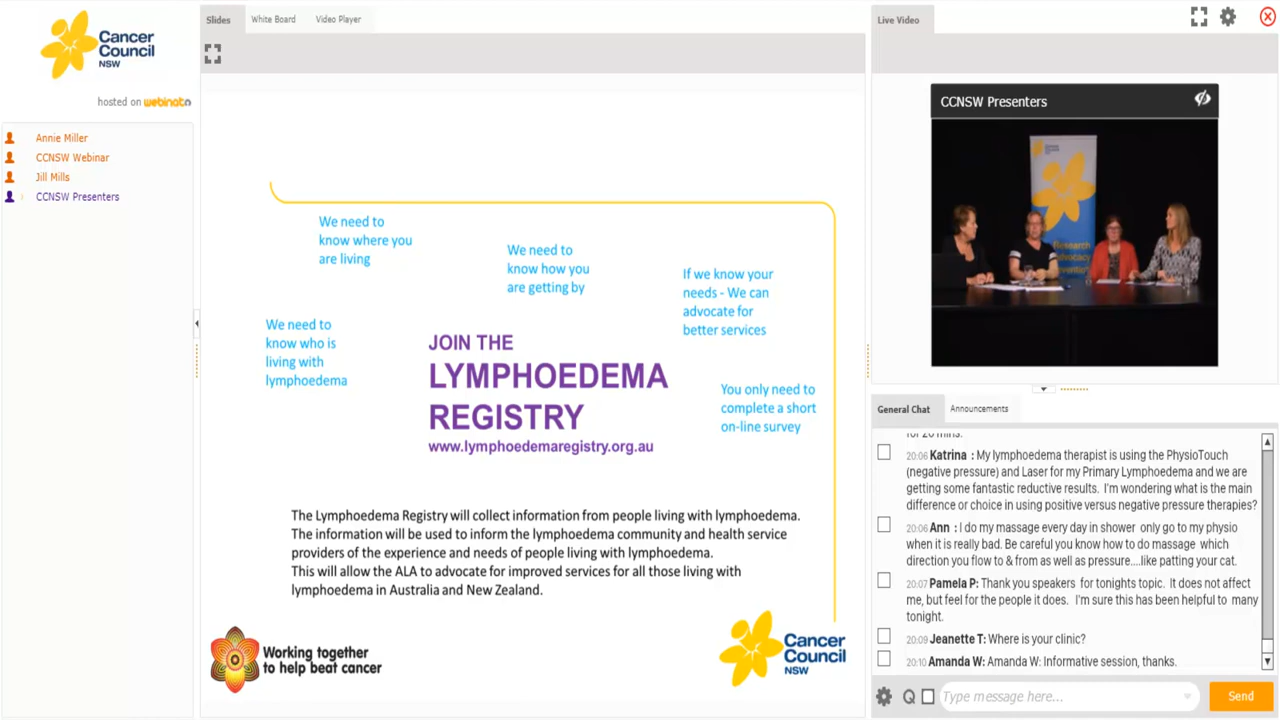 Cancer
Council
NSW
hosted on webinato
Annie Miller
CCNSW Webinar
Jill Mills
CCNSW Presenters
Slides
White Board
Video Player
We need to
know where you
are living
We need to
know how you
are getting by
If we know your
needs - We can
advocate for
better services
We need to
know who is
living with
lymphoedema
JOIN THE
LYMPHOEDEMA
REGISTRY
www.lymphoedemaregistry.org.au
You only need to
complete a short
on-line survey
The Lymphoedema Registry will collect information from people living with lymphoedema.
The information will be used to inform the lymphoedema community and health service
providers of the experience and needs of people living with lymphoedema.
This will allow the ALA to advocate for improved services for all those living with
lymphoedema in Australia and New Zealand.
Working together
to help beat cancer
Cancer
Council
NSW
Live Video
CCNSW Presenters
Research
General Chat
Announcements
for 20 mins.
20:06 Katrina : My lymphoedema therapist is using the PhysioTouch
(negative pressure) and Laser for my Primary Lymphoedema and we are
getting some fantastic reductive results. I'm wondering what is the main
difference or choice in using positive versus negative pressure therapies?
20:06 Ann : I do my massage every day in shower only go to my physio
when it is really bad. Be careful you know how to do massage which
direction you flow to & from as well as pressure....like patting your cat.
20:07 Pamela P: Thank you speakers for tonights topic. It does not affect
me, but feel for the people it does. I'm sure this has been helpful to many
tonight.
20:09 Jeanette T: Where is your clinic?
20:10 Amanda W: Amanda W: Informative session, thanks.
Q
Type message here...
Send